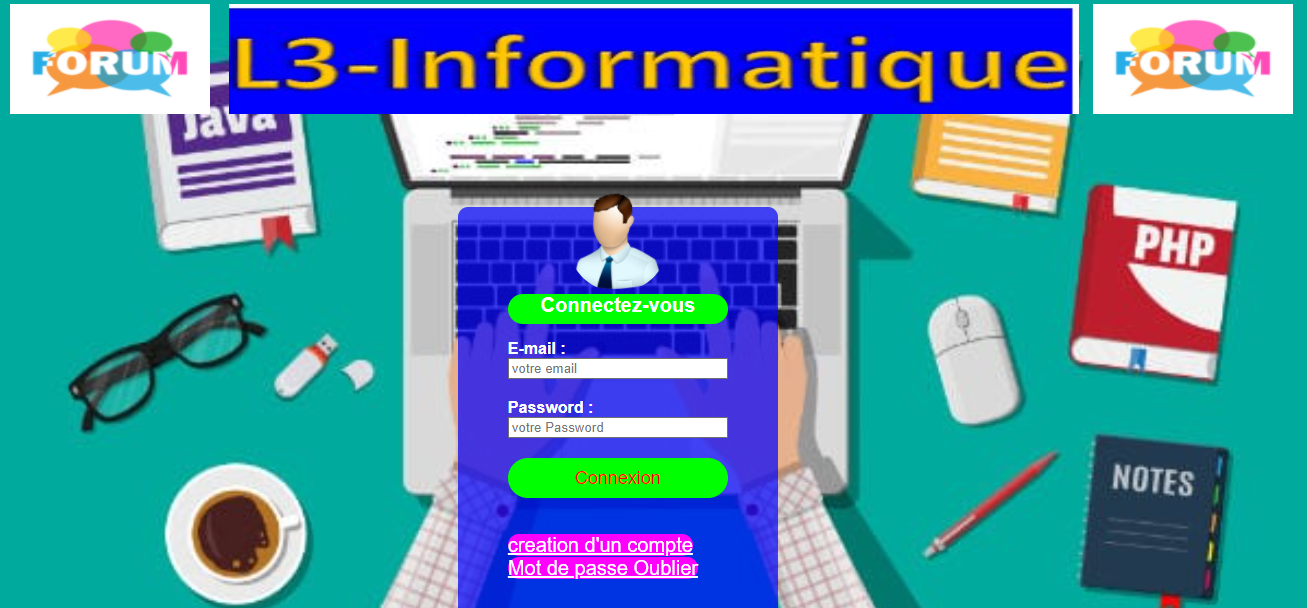 FORUM
L3-Informatique
FORUM
Java
PHP
Connectez-vous
E-mail :
votre email
Password :
votre Password
Connexion
NOTES
creation d'un compte
Mot de passe Oublier